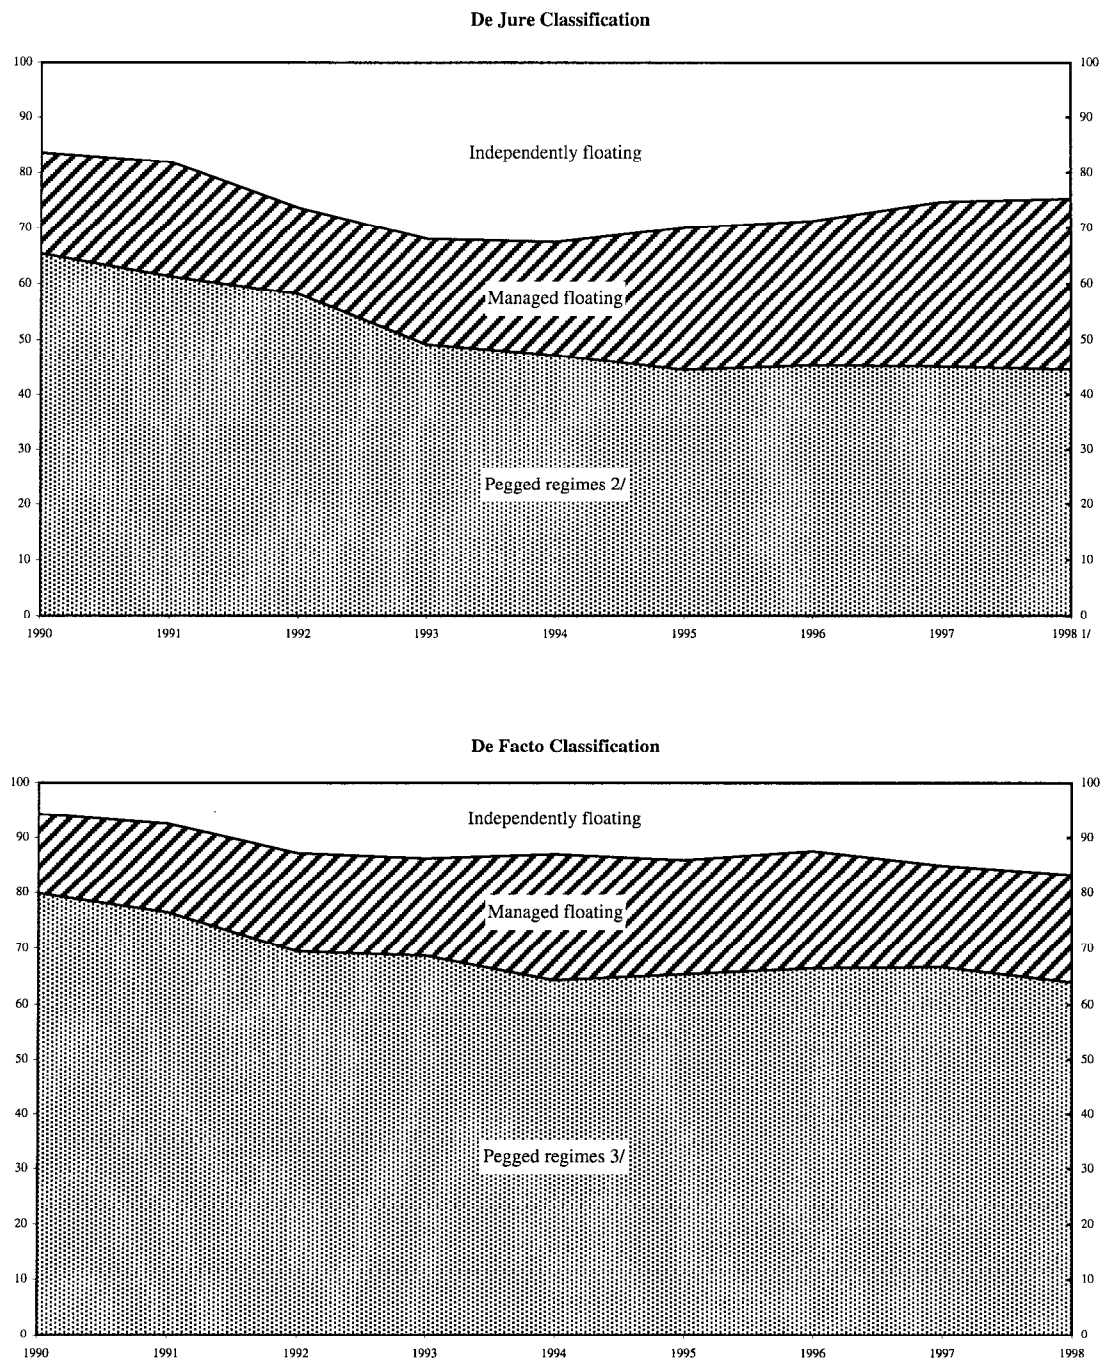 De Jure Classification
100 100
90 90
80 80
70 70
60 60
50 50
40 40
30 30
20 20
10 10
0 0
Independently floating
Managed floating
Pegged regimes 2/
1990 1991 1992 1993 1994 1995 1996 1997 1998 1/
De Facto Classification
100 100
90 90
80 80
70 70
60 60
50 50
40 40
30 30
20 20
10 10
0 0
Independently floating
Managed floating
Pegged regimes 3/
1990 1991 1992 1993 1994 1995 1996 1997 1998